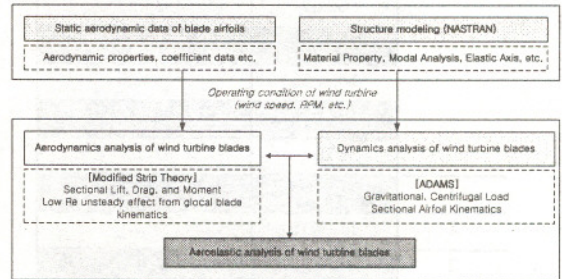 Static aerodynamic data of blade airfoils
Aerodynamic properties, coefficient data etc.
Structure modeling (NASTRAN)
Material Property, Modal Analysis, Elastic Axis, etc.
Operating condition of wind turbine
(wind speed, RPM, etc.)
Aerodynamics analysis of wind turbine blades
[Modified Strip Theory]
Sectional Lift, Drag, and Moment
Low Re unsteady effect from glocal blade
kinematics
Dynamics analysis of wind turbine blades
[ADAMS]
Gravitational, Centrifugal Load
Sectional Airfoil Kinematics
Aeroelastic analysis of wind turbine blades